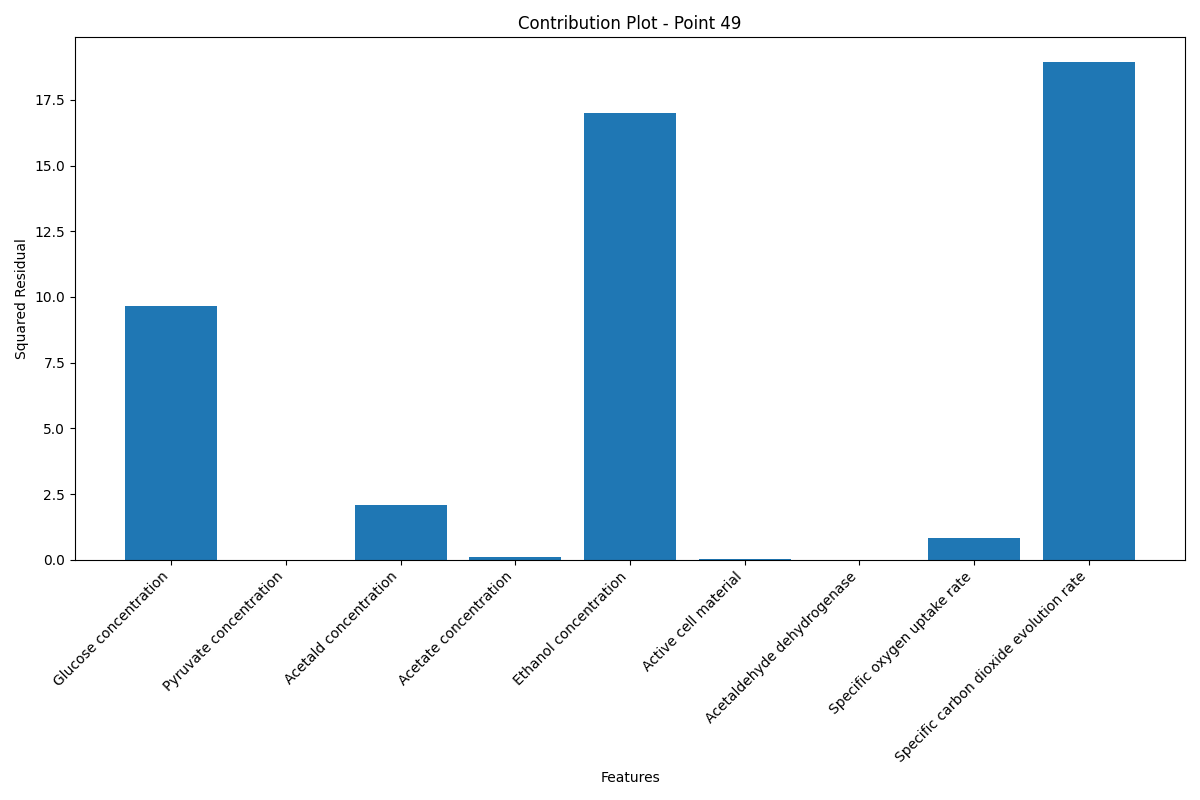 Contribution Plot - Point 49
Squared Residual
17.5
15.0
12.5
10.0
7.5
5.0
2.5
0.0
Glucose concentration
Pyruvate concentration
Acetald concentration
Acetate concentration
Ethanol concentration
Active cell material
Acetaldehyde dehydrogenase
Specific oxygen uptake rate
Specific carbon dioxide evolution rate
Features